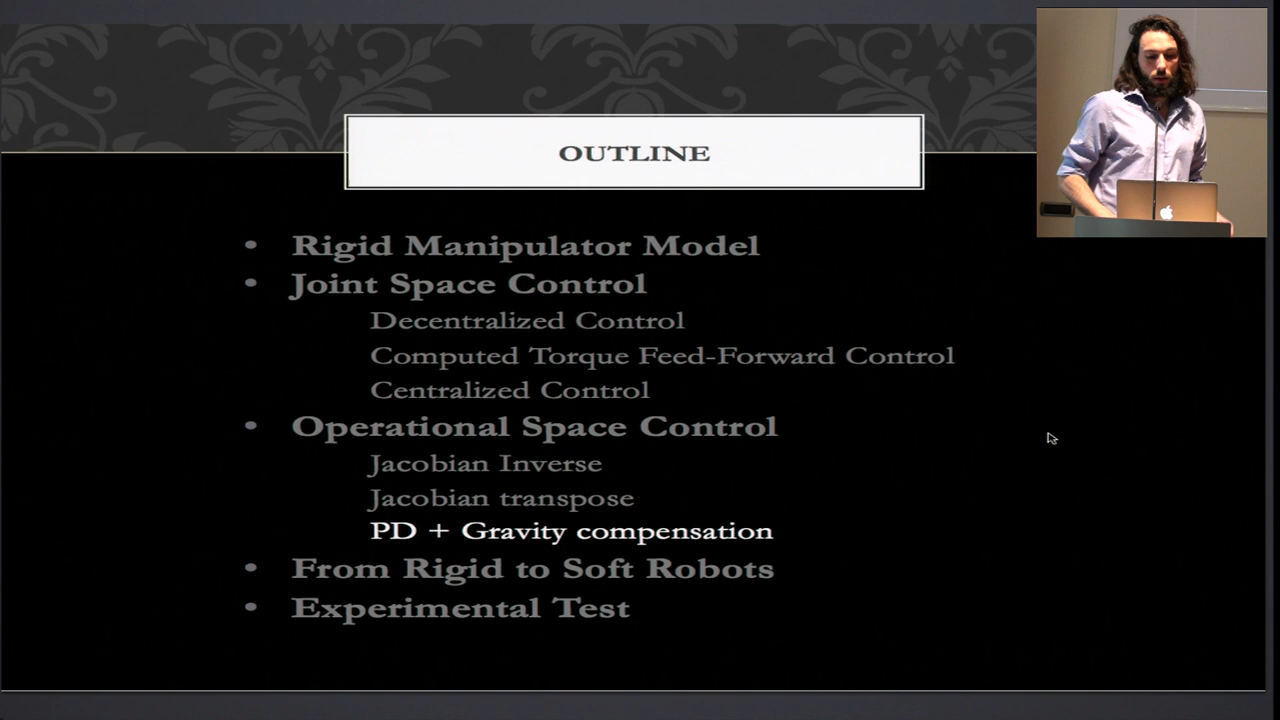 OUTLINE
• Rigid Manipulator Model
• Joint Space Control
Decentralized Control
Computed Torque Feed-Forward Control
Centralized Control
• Operational Space Control
Jacobian Inverse
Jacobian transpose
PD + Gravity compensation
• From Rigid to Soft Robots
• Experimental Test